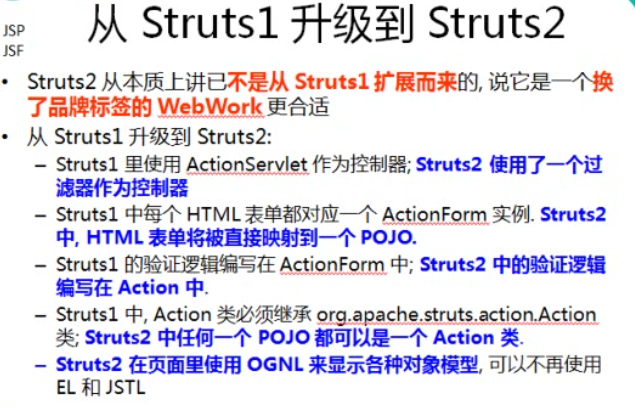 JSP
JSF
从 Struts1 升级到 Struts2
• Struts2 从本质上讲已不是从 Struts1 扩展而来的, 说它是一个换
了品牌标签的 WebWork 更合适
• 从 Struts1 升级到 Struts2:
– Struts1 里使用 ActionServlet 作为控制器; Struts2 使用了一个过
滤器作为控制器
– Struts1 中每个 HTML 表单都对应一个 ActionForm 实例. Struts2
中, HTML 表单将被直接映射到一个 POJO.
– Struts1 的验证逻辑编写在 ActionForm 中; Struts2 中的验证逻辑
编写在 Action 中.
– Struts1 中, Action 类必须继承 org.apache.struts.action.Action
类; Struts2 中任何一个 POJO 都可以是一个 Action 类.
– Struts2 在页面里使用 OGNL 来显示各种对象模型, 可以不再使用
EL 和 JSTL